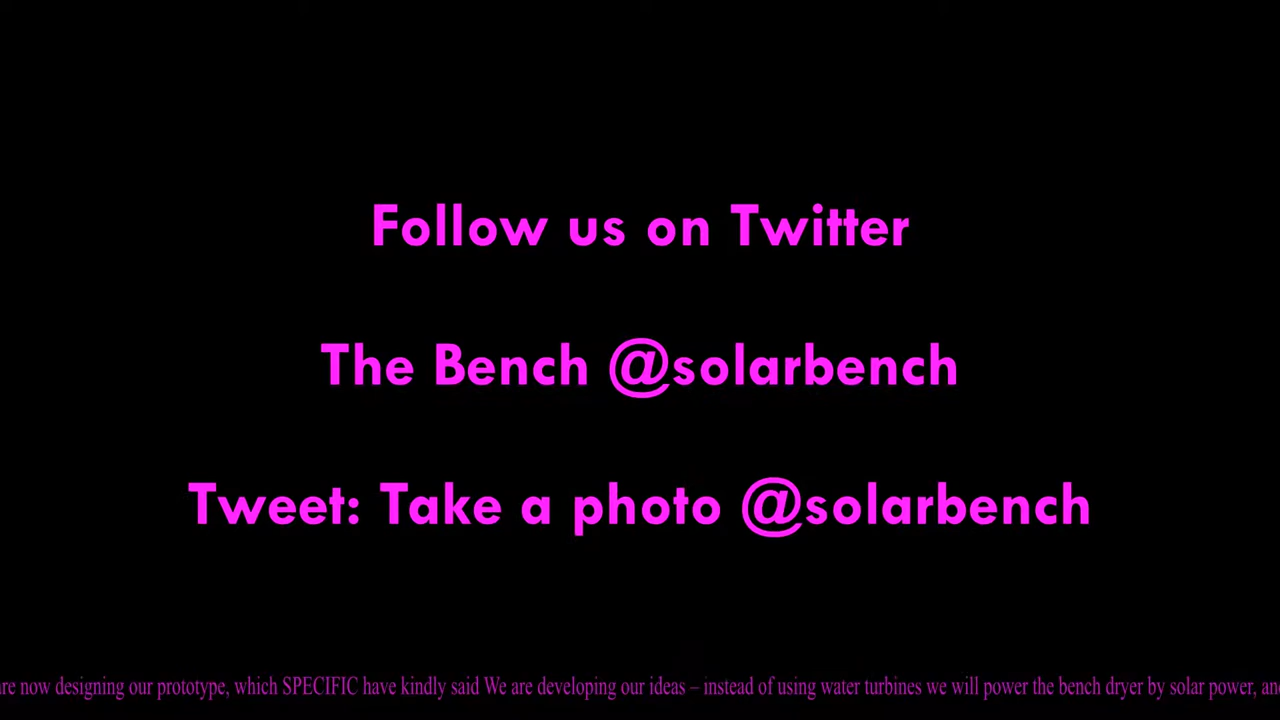 Follow us on Twitter
The Bench @solarbench
Tweet: Take a photo @solarbench
are now designing our prototype, which SPECIFIC have kindly said We are developing our ideas – instead of using water turbines we will power the bench dryer by solar power, and